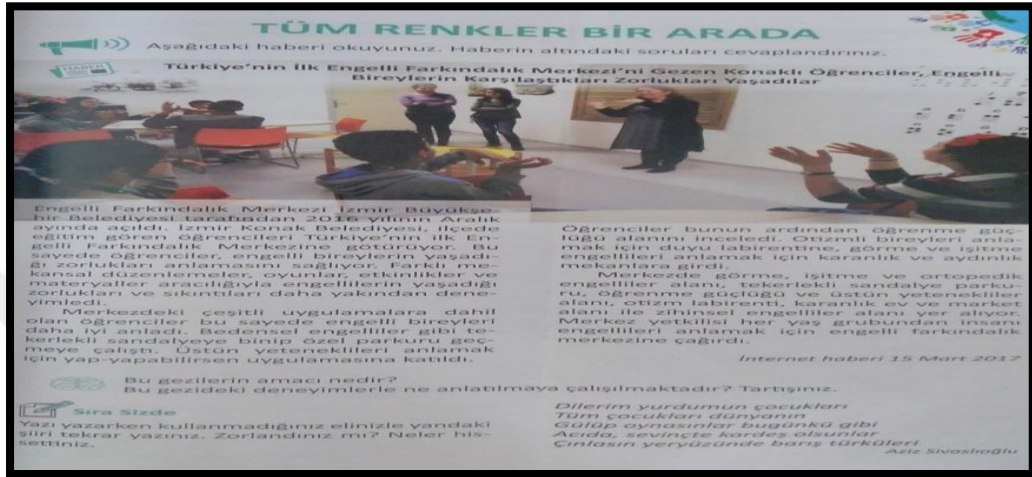 TÜM RENKLER BİR ARADA
Aşağıdaki haberi okuyunuz. Haberin altındaki soruları cevaplandırınız.
HABER
Türkiye'nin İlk Engelli Farkındalık Merkezi'ni Gezen Konaklı Öğrenciler, Engelli
Bireylerin Karşılaştıkları Zorlukları Yaşadılar
Engelli Farkındalık Merkezi İzmir Büyükşe-
hir Belediyesi tarafından 2016 yılının Aralık
ayında açıldı. İzmir Konak Belediyesi, ilçede
eğitim gören öğrencileri Türkiye'nin ilk En-
gelli Farkındalık Merkezine götürüyor. Bu
sayede öğrenciler, engelli bireylerin yaşadı-
ğı zorlukları anlamasını sağlıyor. Farklı me-
kansal düzenlemeler, oyunlar, etkinlikler ve
materyaller aracılığıyla engellilerin yaşadığı
zorlukları ve sıkıntıları daha yakından dene-
yimledi.
Merkezdeki çeşitli uygulamalara dahil
olan öğrenciler bu sayede engelli bireyleri
daha iyi anladı. Bedensel engelliler gibi te-
kerlekli sandalyeye binip özel parkuru geç-
meye çalıştı. Üstün yeteneklileri anlamak
için yap-yapabilirsen uygulamasına katıldı.
Öğrenciler bunun ardından öğrenme güç-
lüğü alanını inceledi. Otizmli bireyleri anla-
mak için duyu labirentine, görme ve işitme
engellileri anlamak için karanlık ve aydınlık
mekanlara girdi.
Merkezde görme, işitme ve ortopedik
engelliler alanı, tekerlekli sandalye parku-
ru, öğrenme güçlüğü ve üstün yetenekliler
alanı, otizm labirenti, karanlık ev ve market
alanı ile zihinsel engelliler alanı yer alıyor.
Merkez yetkilisi her yaş grubundan insanı
engellileri anlamak için engelli farkındalık
merkezine çağırdı.
İnternet haberi 15 Mart 2017
Bu gezilerin amacı nedir?
Bu gezideki deneyimlerle ne anlatılmaya çalışılmaktadır? Tartışınız.
Sıra Sizde
Yazı yazarken kullanmadığınız elinizle yandaki
şiiri tekrar yazınız. Zorlandınız mı? Neler his-
settiniz.
Dilerim yurdumun çocukları
Tüm çocukları dünyanın
Gülüp oynasınlar bugünkü gibi
Acıda, sevinçte kardeş olsunlar
Çınlasın yeryüzünde barış türküleri
Aziz Sivaslıoğlu